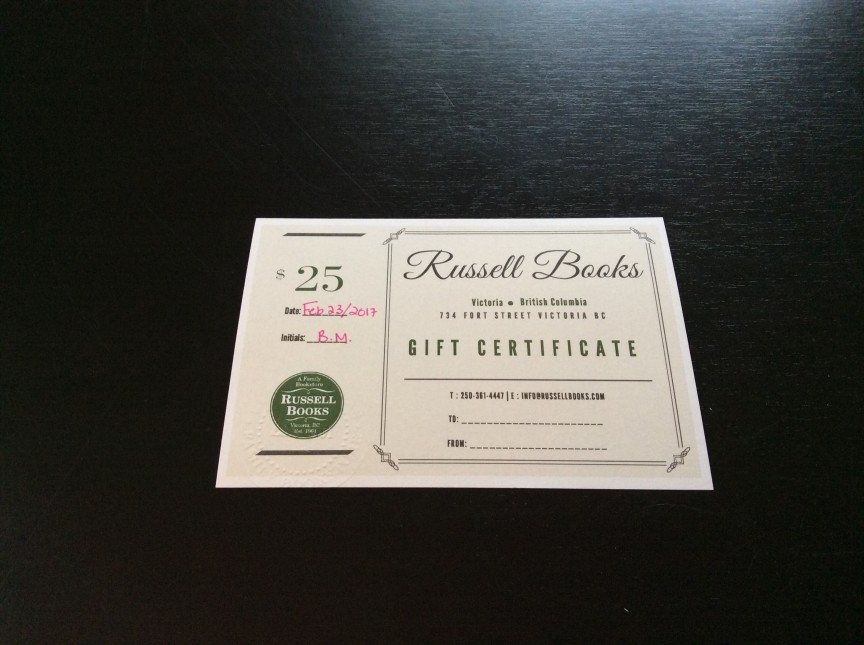 $ 25
Date: Feb 23/2017
Initials: B.M.
A Family
Bookstore
RUSSELL
BOOKS
Victoria, BC
Est. 1961
Russell Books
Victoria • British Columbia
734 FORT STREET VICTORIA BC
GIFT CERTIFICATE
T : 250-361-4447 | E : INFO@RUSSELLBOOKS.COM
TO:
FROM: